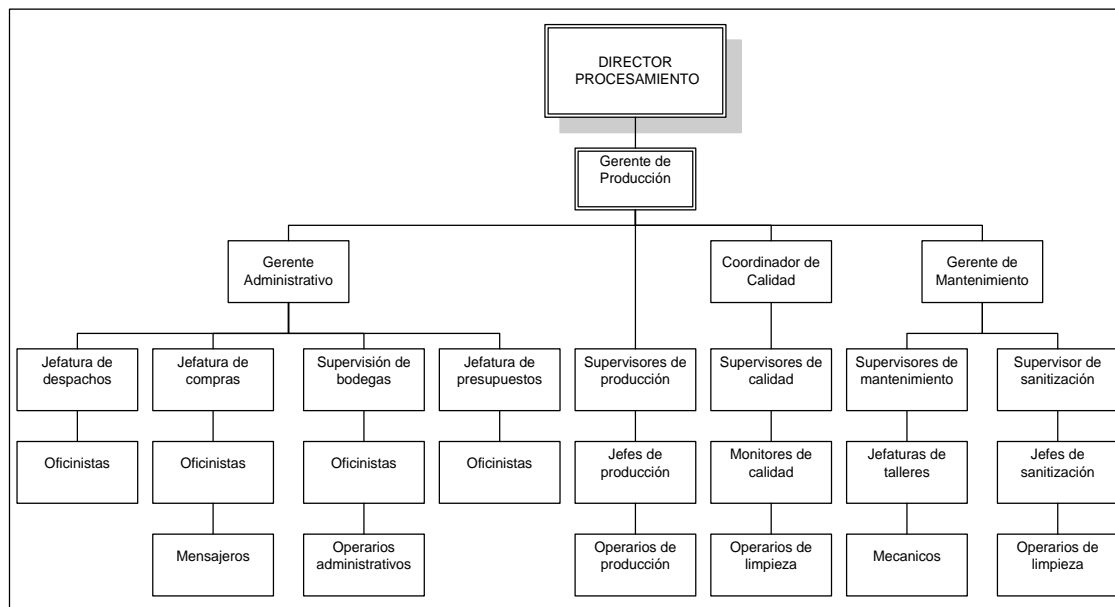 DIRECTOR
PROCESAMIENTO
Gerente de
Producción
Gerente
Administrativo
Coordinador de
Calidad
Gerente de
Mantenimiento
Jefatura de
despachos
Jefatura de
compras
Supervisión de
bodegas
Jefatura de
presupuestos
Supervisores de
producción
Supervisores de
calidad
Supervisores de
mantenimiento
Supervisor de
sanitización
Oficinistas
Oficinistas
Oficinistas
Oficinistas
Jefes de
producción
Monitores de
calidad
Jefaturas de
talleres
Jefes de
sanitización
Mensajeros
Operarios
administrativos
Operarios de
producción
Operarios de
limpieza
Mecanicos
Operarios de
limpieza